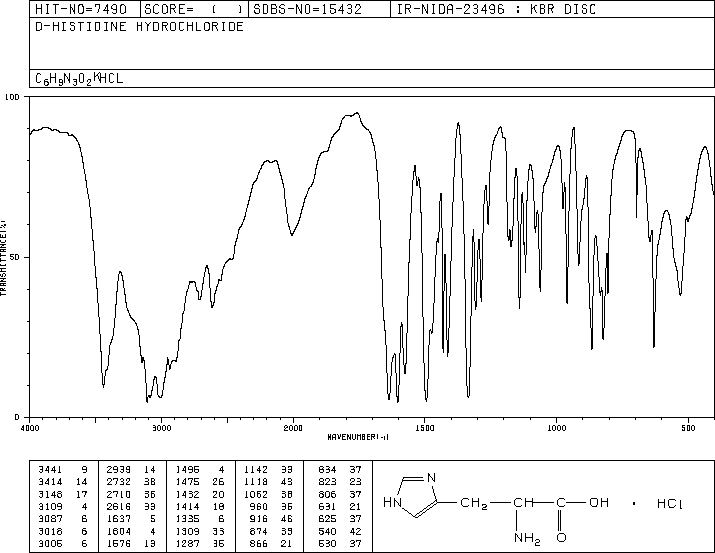 HIT-NO=7490 SCORE= ( ) SDBS-NO=15432 IR-NIDA-23496 : KBR DISC
D-HISTIDINE HYDROCHLORIDE
C6H9N3O2 HCL
100
50
0
TRANSMITTANCE(%)
4000 3000 2000 1500 1000 500
WAVENUMBER(-1)
3441 9 2939 14 1496 4 1142 33 834 37
3414 14 2732 38 1475 26 1118 43 823 23
3148 17 2710 36 1432 20 1062 38 806 37
3109 4 2616 33 1414 18 960 35 691 21
3087 6 1637 5 1335 6 916 46 625 37
3018 6 1604 4 1309 33 874 39 540 42
3006 6 1576 13 1287 35 866 21 530 37
N
HN CH2 CH C OH · HCl
NH2 O